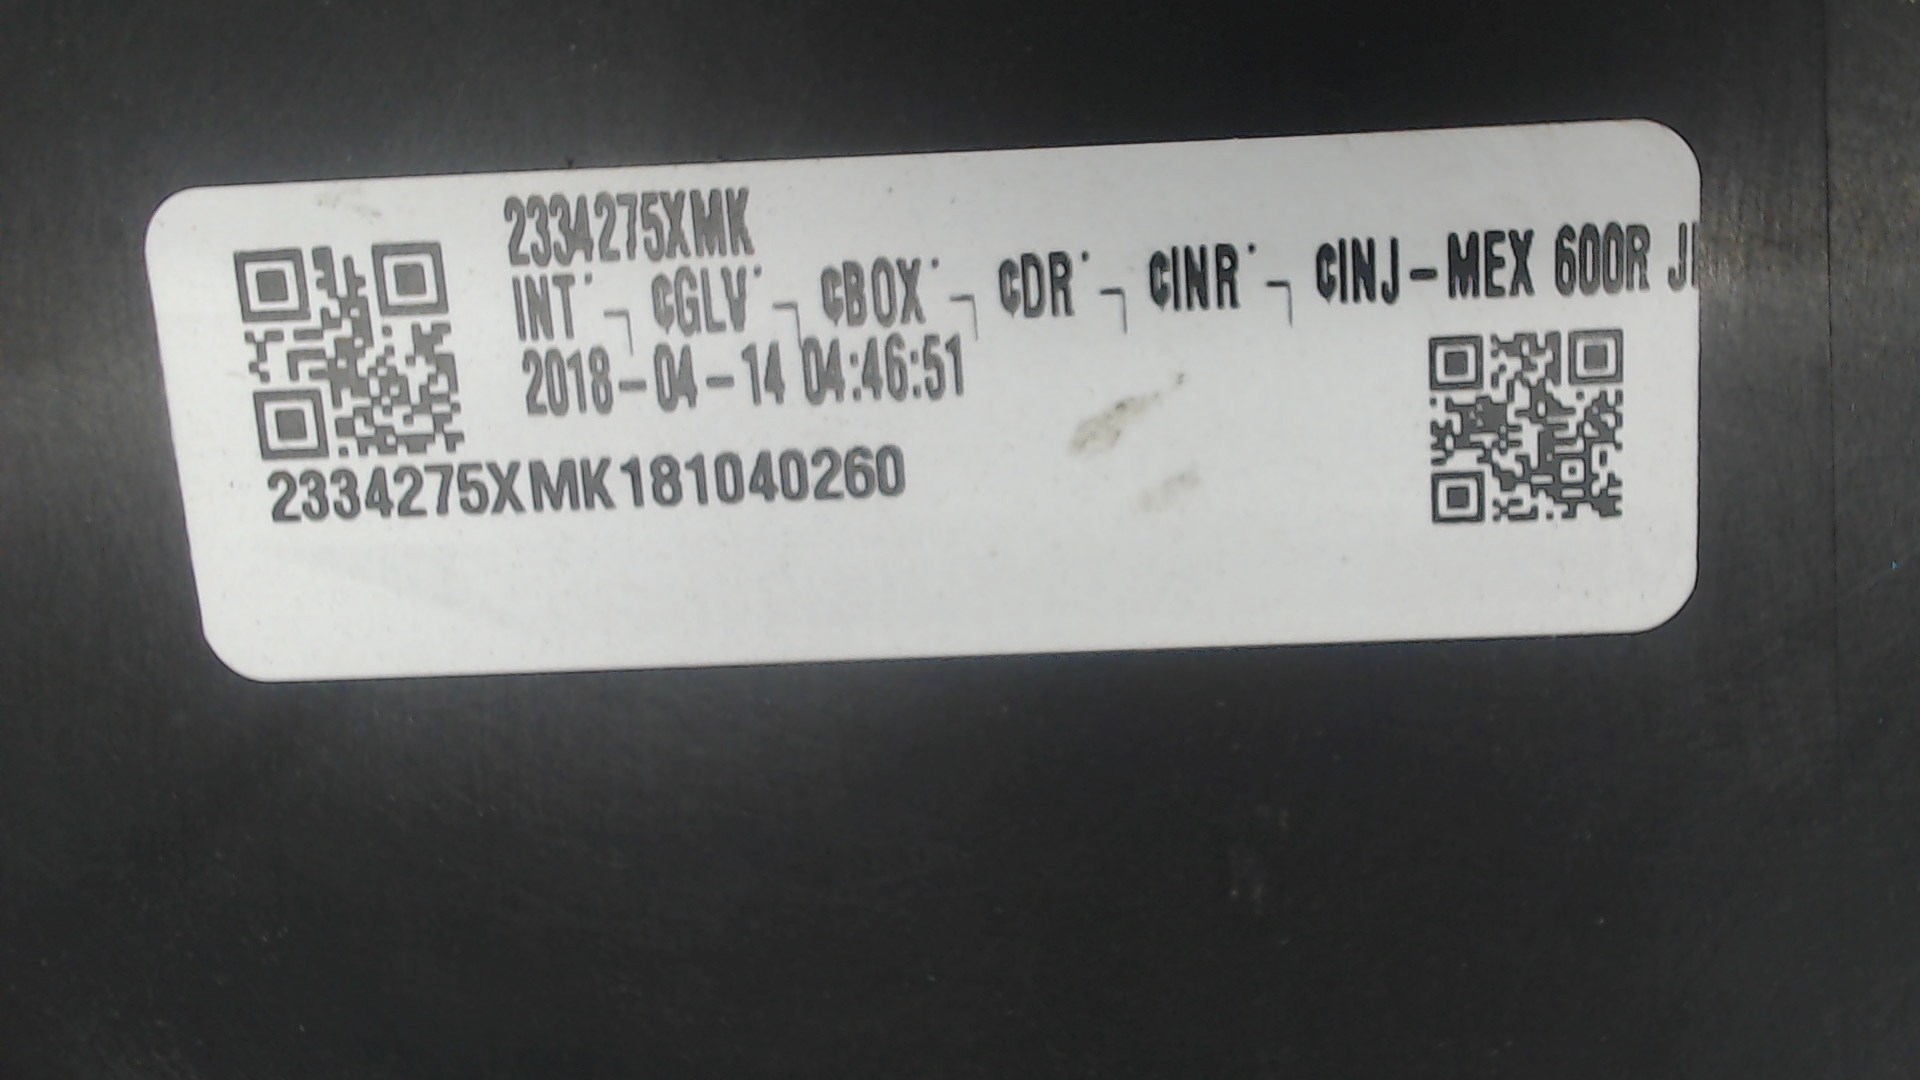 2334275XMK
INT˙¬ ¢GLV˙¬ ¢BOX˙¬ ¢DR˙¬ ¢INR˙¬ ¢INJ-MEX 600R
2018-04-14 04:46:51
2334275XMK181040260